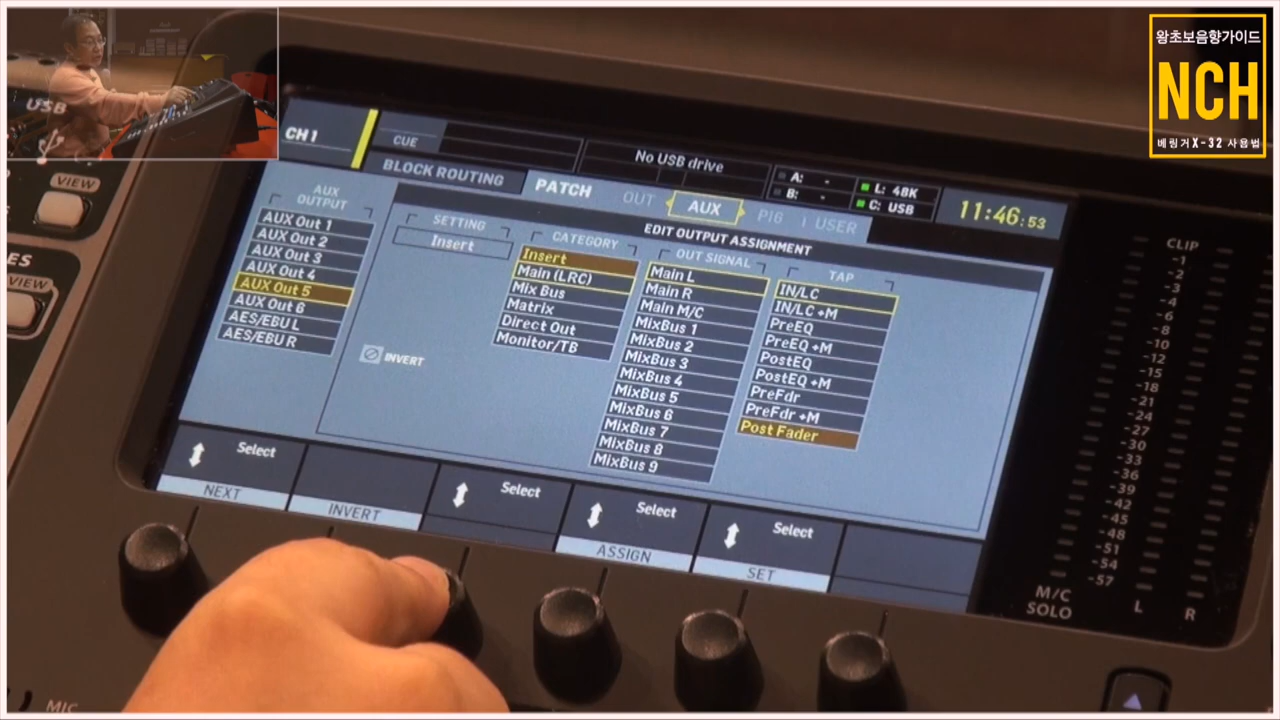 왕초보음향가이드
NCH
베링거 X-32 사용법
USB
VIEW
ES
VIEW
MIC
CH 1
CUE
No USB drive
A: -
B: -
L: 48K
C: USB
11:46:53
BLOCK ROUTING
PATCH
OUT
AUX
P16
USER
EDIT OUTPUT ASSIGNMENT
AUX OUTPUT
AUX Out 1
AUX Out 2
AUX Out 3
AUX Out 4
AUX Out 5
AUX Out 6
AES/EBU L
AES/EBU R
SETTING
Insert
INVERT
CATEGORY
Insert
Main (LRC)
Mix Bus
Matrix
Direct Out
Monitor/TB
OUT SIGNAL
Main L
Main R
Main M/C
MixBus 1
MixBus 2
MixBus 3
MixBus 4
MixBus 5
MixBus 6
MixBus 7
MixBus 8
MixBus 9
TAP
IN/LC
IN/LC +M
PreEQ
PreEQ +M
PostEQ
PostEQ +M
PreFdr
PreFdr +M
Post Fader
Select
NEXT
INVERT
Select
Select
ASSIGN
Select
SET
CLIP
-1
-2
-3
-4
-6
-8
-10
-12
-15
-18
-21
-24
-27
-30
-33
-36
-39
-42
-45
-48
-51
-54
-57
M/C
SOLO
L
R